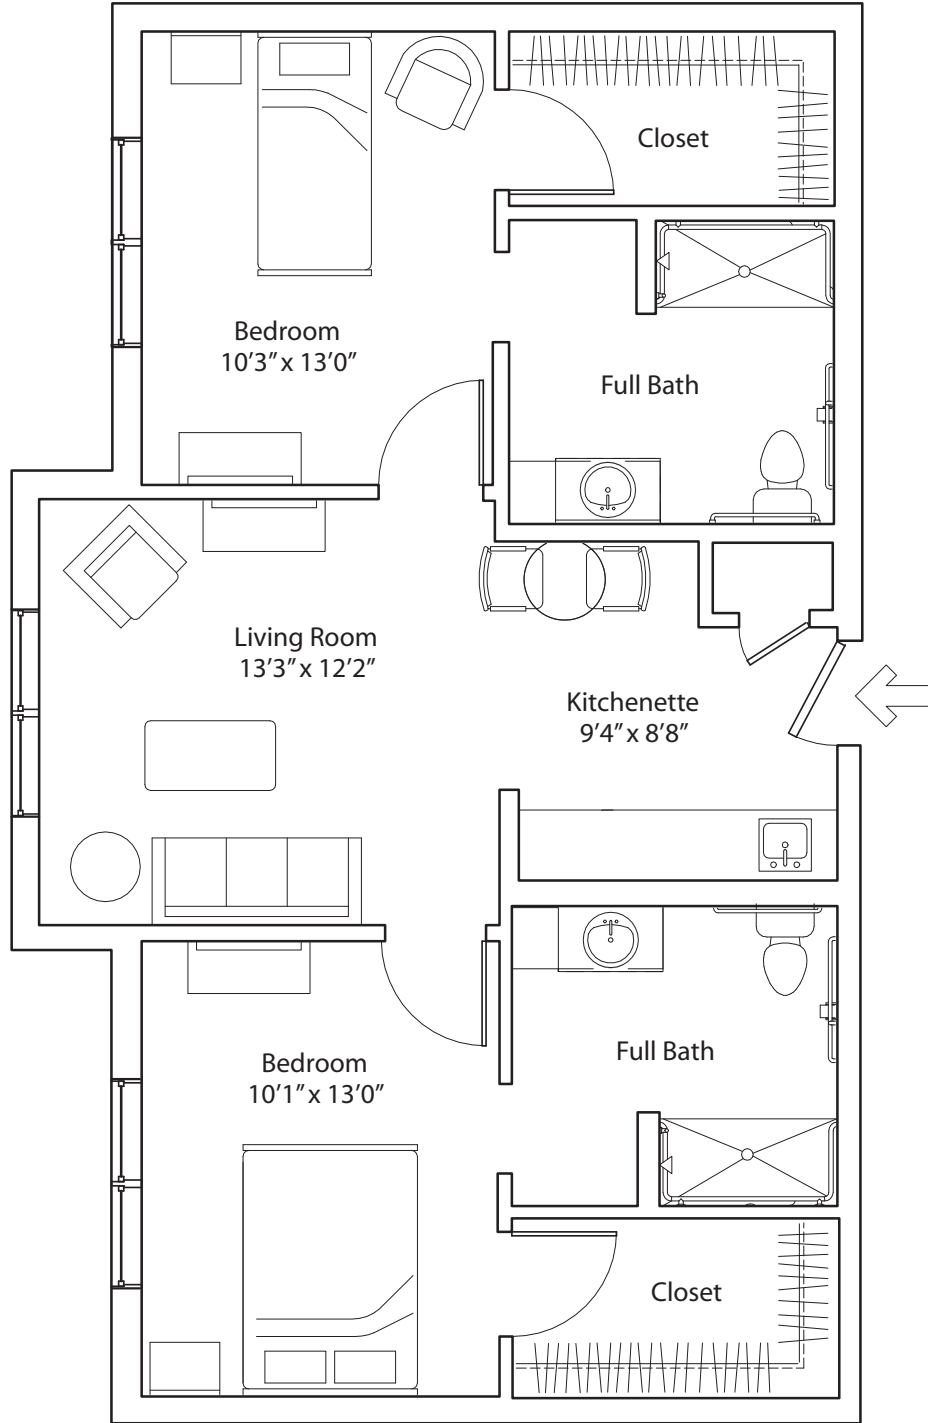 Closet
Bedroom
10’3” x 13’0”
Full Bath
Living Room
13’3” x 12’2”
Kitchenette
9’4” x 8’8”
Full Bath
Bedroom
10’1” x 13’0”
Closet